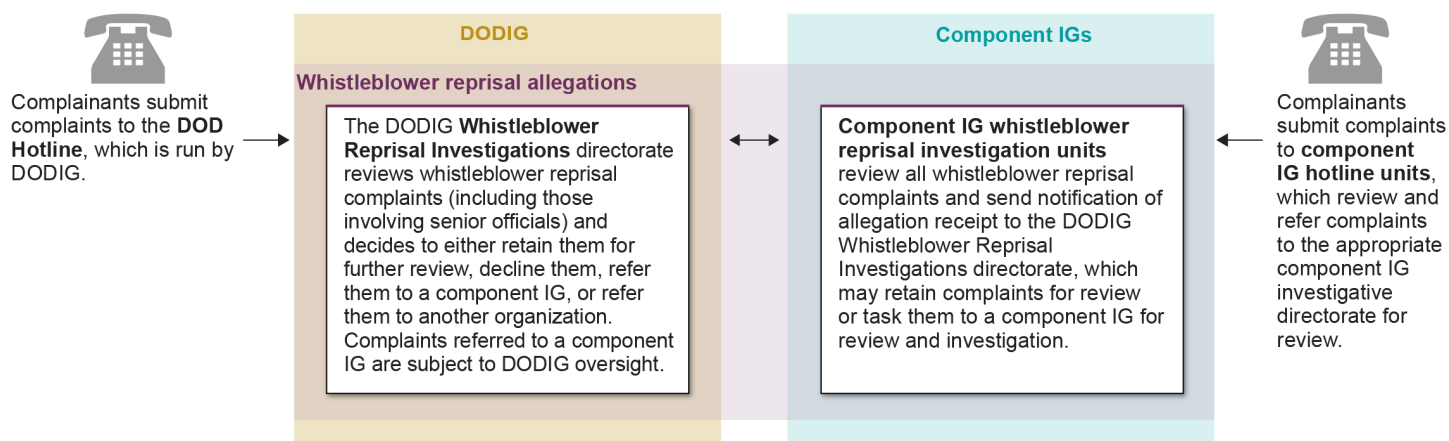 Complainants submit
complaints to the DOD
Hotline, which is run by
DODIG.
DODIG
Whistleblower reprisal allegations
The DODIG Whistleblower
Reprisal Investigations directorate
reviews whistleblower reprisal
complaints (including those
involving senior officials) and
decides to either retain them for
further review, decline them, refer
them to a component IG, or refer
them to another organization.
Complaints referred to a component
IG are subject to DODIG oversight.
Component IGs
Component IG whistleblower
reprisal investigation units
review all whistleblower reprisal
complaints and send notification of
allegation receipt to the DODIG
Whistleblower Reprisal
Investigations directorate, which
may retain complaints for review
or task them to a component IG for
review and investigation.
Complainants
submit complaints
to component
IG hotline units,
which review and
refer complaints
to the appropriate
component IG
investigative
directorate for
review.